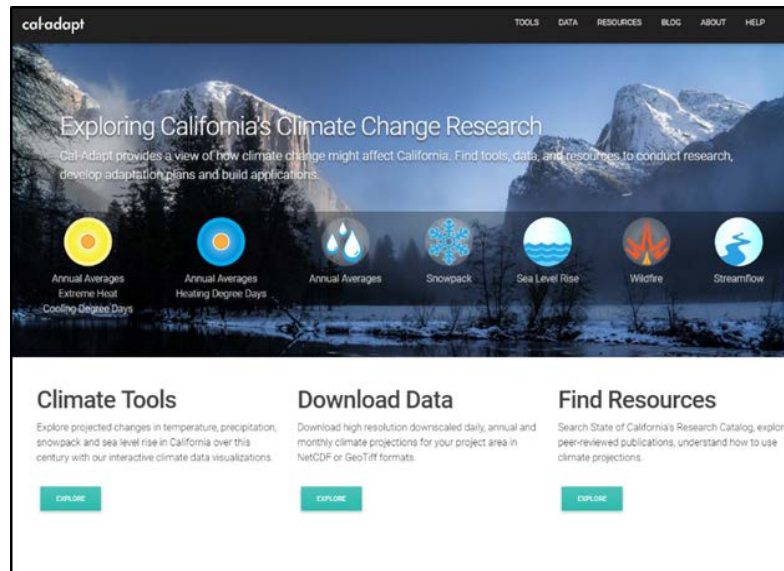 cal-adapt
TOOLS DATA RESOURCES BLOG ABOUT HELP
Exploring California's Climate Change Research
Cal-Adapt provides a view of how climate change might affect California. Find tools, data, and resources to conduct research,
develop adaptation plans and build applications.
Annual Averages
Extreme Heat
Cooling Degree Days
Annual Averages
Heating Degree Days
Annual Averages
Snowpack
Sea Level Rise
Wildfire
Streamflow
Climate Tools
Explore projected changes in temperature, precipitation,
snowpack and sea level rise in California over this
century with our interactive climate data visualizations.
EXPLORE
Download Data
Download high resolution downscaled daily, annual and
monthly climate projections for your project area in
NetCDF or GeoTiff formats.
EXPLORE
Find Resources
Search State of California's Research Catalog, explor
peer-reviewed publications, understand how to use
climate projections.
EXPLORE